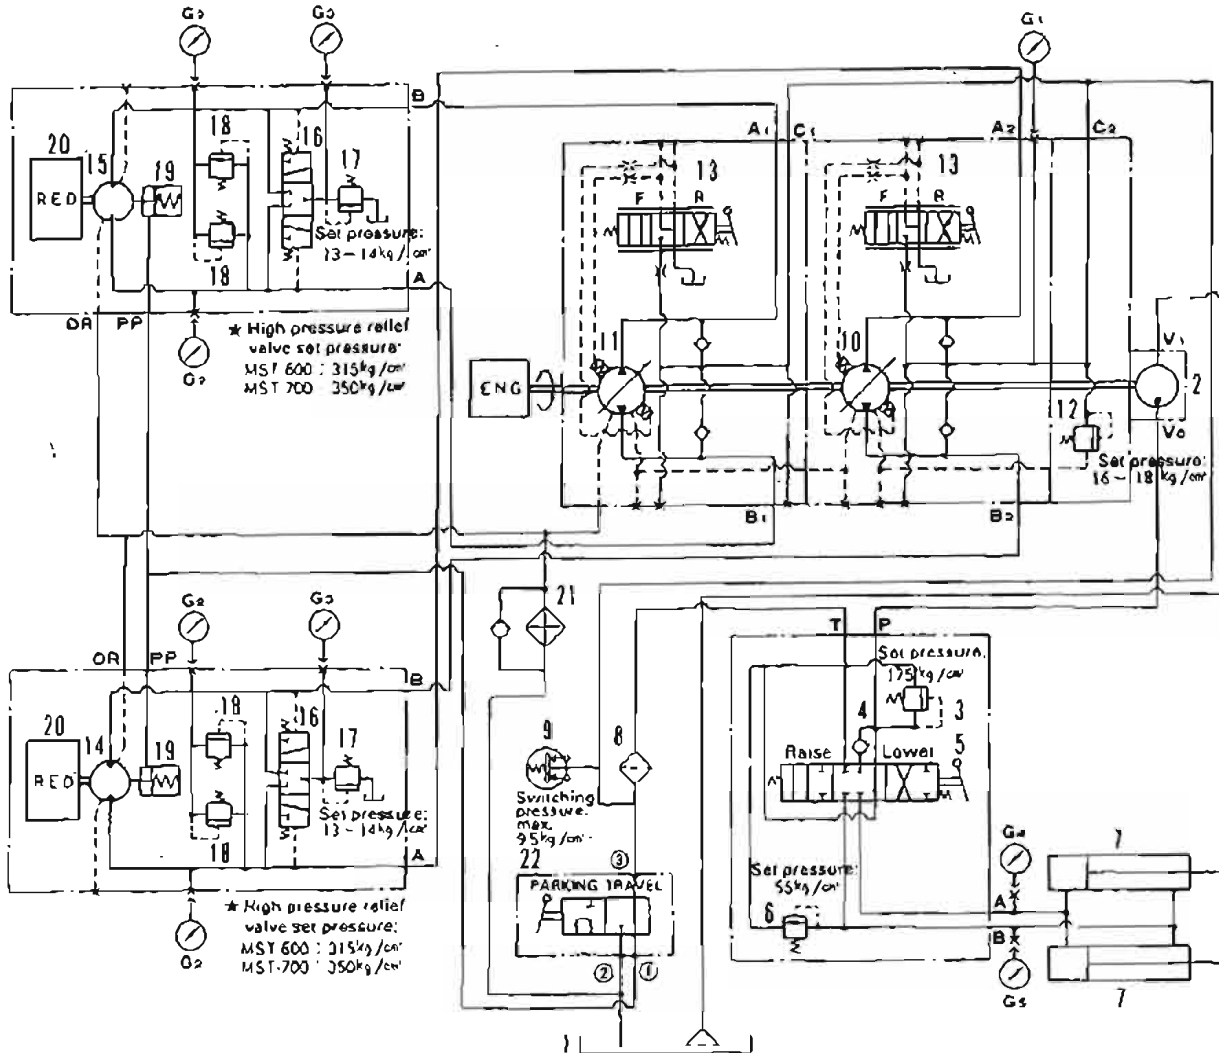 G3
G3
G1
B
A1
C1
A2
C2
18
16
20
15
19
17
13
13
F
R
F
R
RED
Set pressure:
13-14kg/cm²
18
A
DR
PP
★ High pressure relief
valve set pressure:
MST 600 : 315kg/cm²
MST 700 : 350kg/cm²
G2
11
10
ENG
V1
2
12
V0
Set pressure:
16-18kg/cm²
B1
B2
21
G2
G3
DR
PP
B
T
P
Set pressure:
175kg/cm²
18
16
17
20
14
19
9
8
4
3
5
Raise
Lower
RED
Set pressure:
13-14kg/cm²
18
A
Switching
pressure:
max.
95kg/cm²
22
③
PARKING TRAVEL
Set pressure:
55kg/cm²
6
G4
7
A
B
★ High pressure relief
valve set pressure:
MST-600 : 315kg/cm²
MST-700 : 350kg/cm²
G2
②
①
G5
7